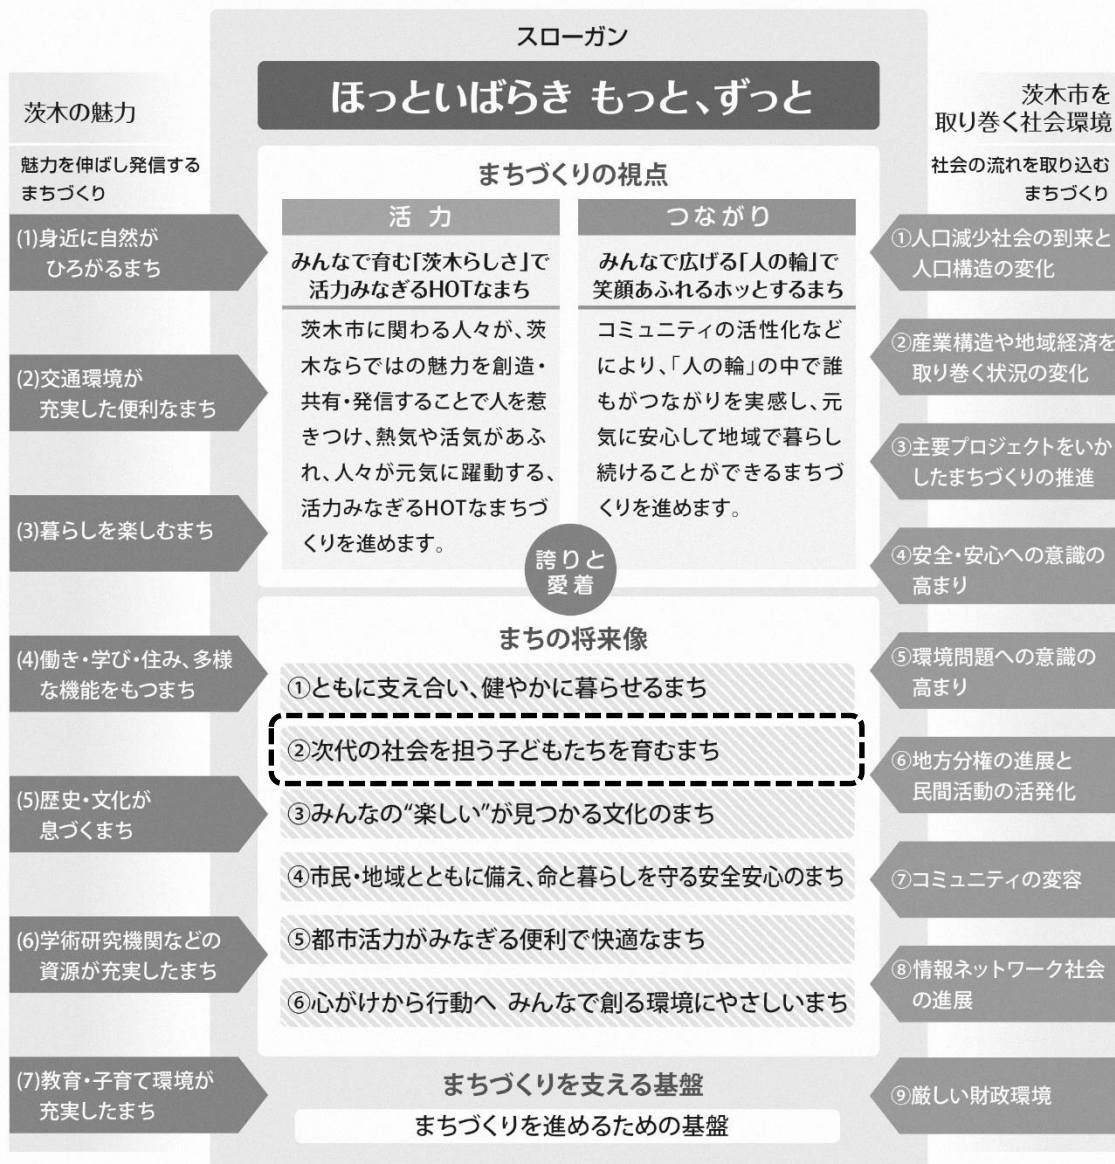 スローガン
ほっといばらき もっと、ずっと
茨木の魅力
魅力を伸ばし発信する
まちづくり
(1)身近に自然が
ひろがるまち
(2)交通環境が
充実した便利なまち
(3)暮らしを楽しむまち
(4)働き・学び・住み、多様
な機能をもつまち
(5)歴史・文化が
息づくまち
(6)学術研究機関などの
資源が充実したまち
(7)教育・子育て環境が
充実したまち
まちづくりの視点
活力
みんなで育む「茨木らしさ」で
活力みなぎるHOTなまち
茨木市に関わる人々が、茨
木ならではの魅力を創造・
共有・発信することで人を惹
きつけ、熱気や活気があふ
れ、人々が元気に躍動する、
活力みなぎるHOTなまちづ
くりを進めます。
つながり
みんなで広げる「人の輪」で
笑顔あふれるホッとするまち
コミュニティの活性化など
により、「人の輪」の中で誰
もがつながりを実感し、元
気に安心して地域で暮らし
続けることができるまちづ
くりを進めます。
誇りと
愛着
まちの将来像
①ともに支え合い、健やかに暮らせるまち
②次代の社会を担う子どもたちを育むまち
③みんなの“楽しい”が見つかる文化のまち
④市民・地域とともに備え、命と暮らしを守る安全安心のまち
⑤都市活力がみなぎる便利で快適なまち
⑥心がけから行動へ みんなで創る環境にやさしいまち
まちづくりを支える基盤
まちづくりを進めるための基盤
茨木市を
取り巻く社会環境
社会の流れを取り込む
まちづくり
①人口減少社会の到来と
人口構造の変化
②産業構造や地域経済を
取り巻く状況の変化
③主要プロジェクトをいか
したまちづくりの推進
④安全・安心への意識の
高まり
⑤環境問題への意識の
高まり
⑥地方分権の進展と
民間活動の活発化
⑦コミュニティの変容
⑧情報ネットワーク社会
の進展
⑨厳しい財政環境